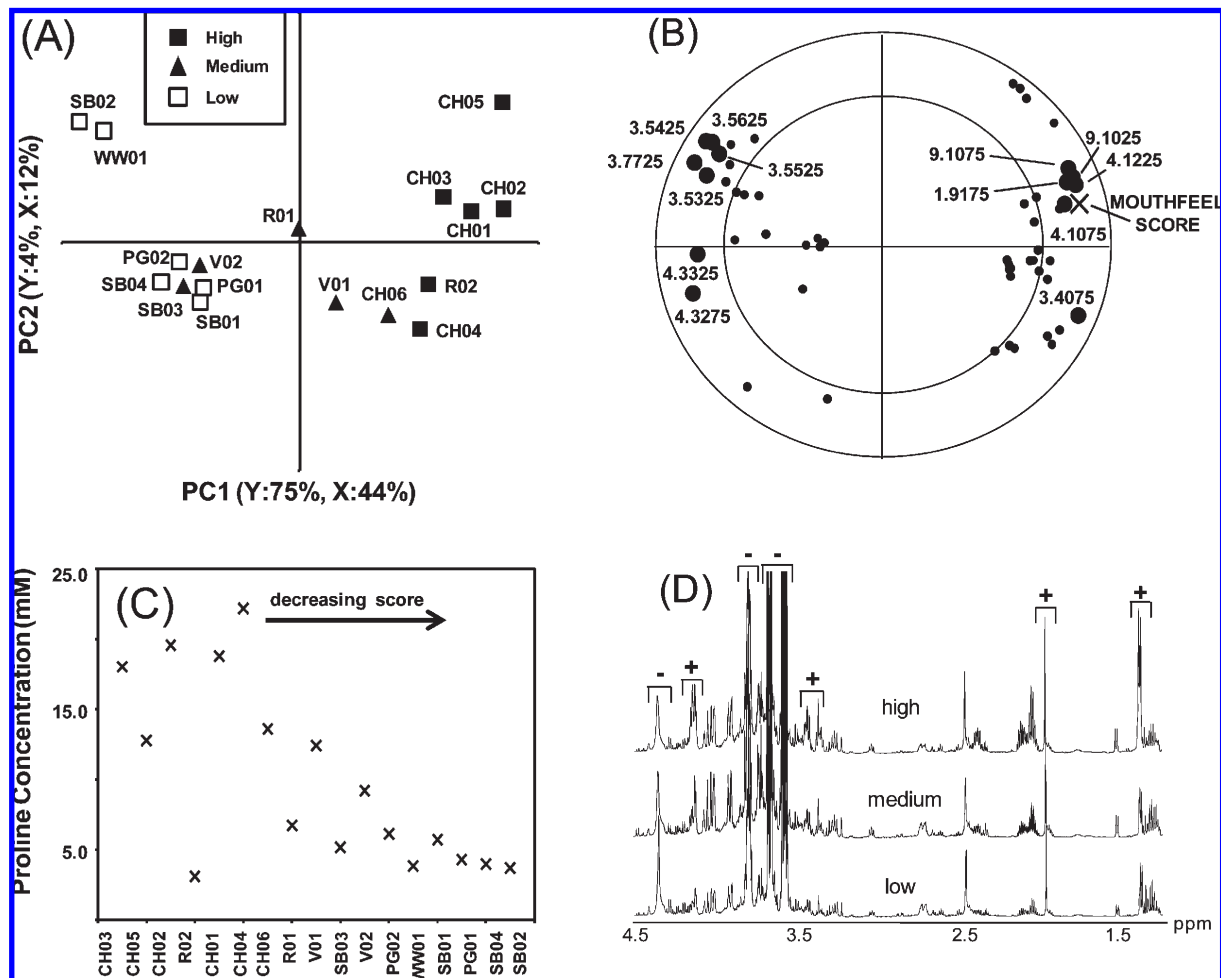 (A)
High
Medium
Low
SB02
WW01
CH05
CH03
CH02
CH01
R01
PG02
V02
SB04
PG01
SB03
SB01
V01
CH06
R02
CH04
PC2 (Y:4%, X:12%)
PC1 (Y:75%, X:44%)
(B)
3.5425
3.5625
3.7725
3.5525
3.5325
4.3325
4.3275
9.1075
9.1025
4.1225
1.9175
MOUTHFEEL
SCORE
4.1075
3.4075
(C)
decreasing score
Proline Concentration (mM)
25.0
15.0
5.0
CH03
CH05
CH02
R02
CH01
CH04
CH06
R01
V01
SB03
V02
PG02
WW01
SB01
PG01
SB04
SB02
(D)
- + - - + + +
high
medium
low
4.5 3.5 2.5 1.5 ppm